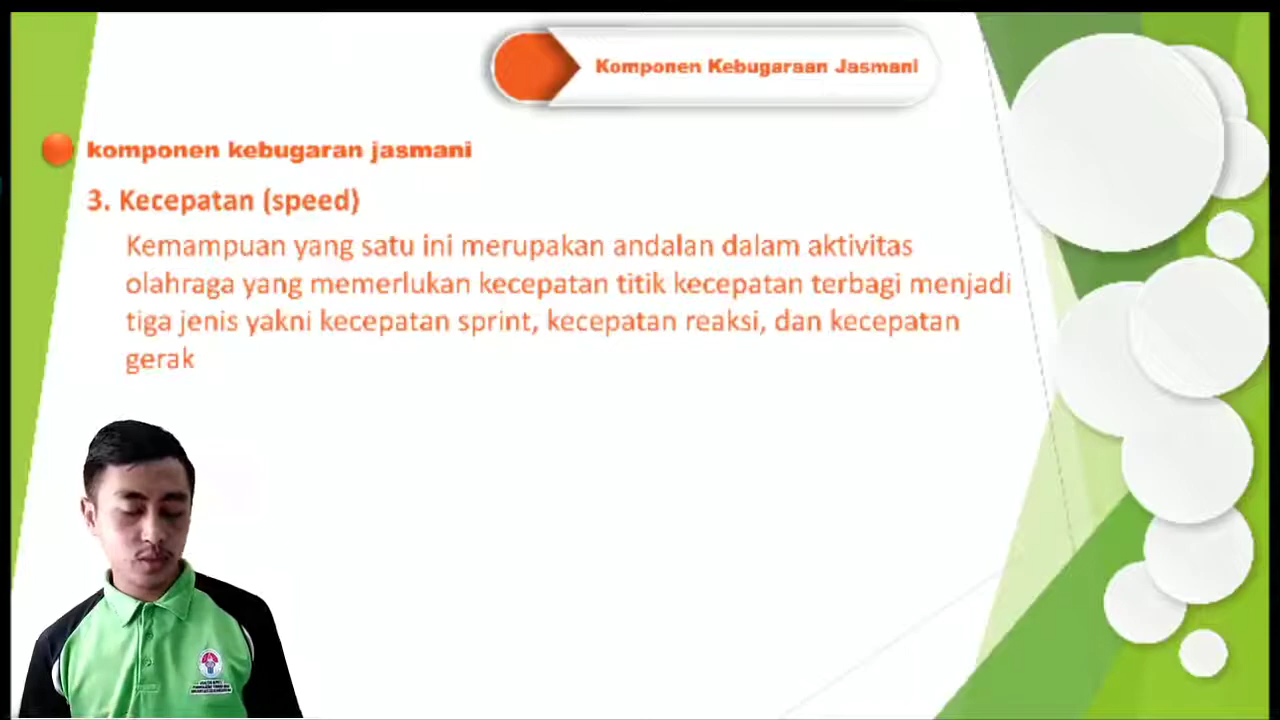 Komponen Kebugaraan Jasmani
komponen kebugaran jasmani
3. Kecepatan (speed)
Kemampuan yang satu ini merupakan andalan dalam aktivitas
olahraga yang memerlukan kecepatan titik kecepatan terbagi menjadi
tiga jenis yakni kecepatan sprint, kecepatan reaksi, dan kecepatan
gerak